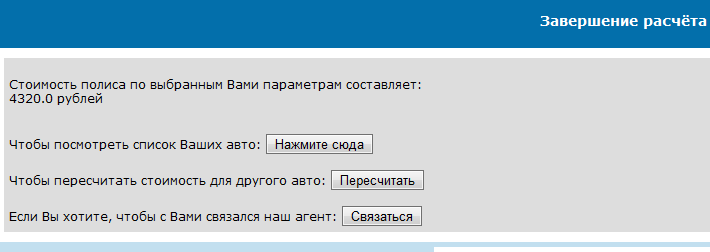 Завершение расчёта
Стоимость полиса по выбранным Вами параметрам составляет:
4320.0 рублей
Чтобы посмотреть список Ваших авто: Нажмите сюда
Чтобы пересчитать стоимость для другого авто: Пересчитать
Если Вы хотите, чтобы с Вами связался наш агент: Связаться